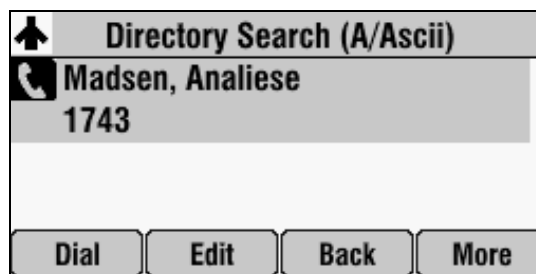 Directory Search (A/Ascii)
Madsen, Analiese
1743
Dial Edit Back More